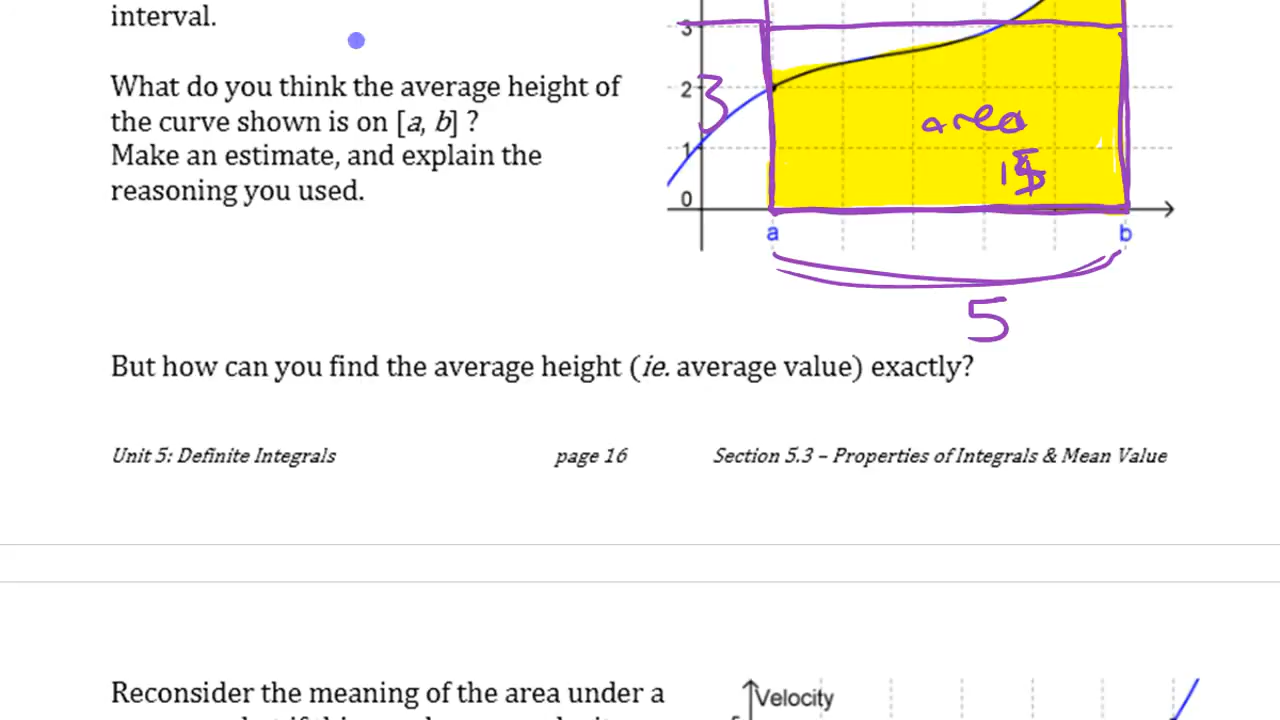 interval.
What do you think the average height of
the curve shown is on [a, b] ?
Make an estimate, and explain the
reasoning you used.
3
2
3
1
0
area
15
a
b
5
But how can you find the average height (ie. average value) exactly?
Unit 5: Definite Integrals page 16 Section 5.3 – Properties of Integrals & Mean Value
Reconsider the meaning of the area under a
Velocity